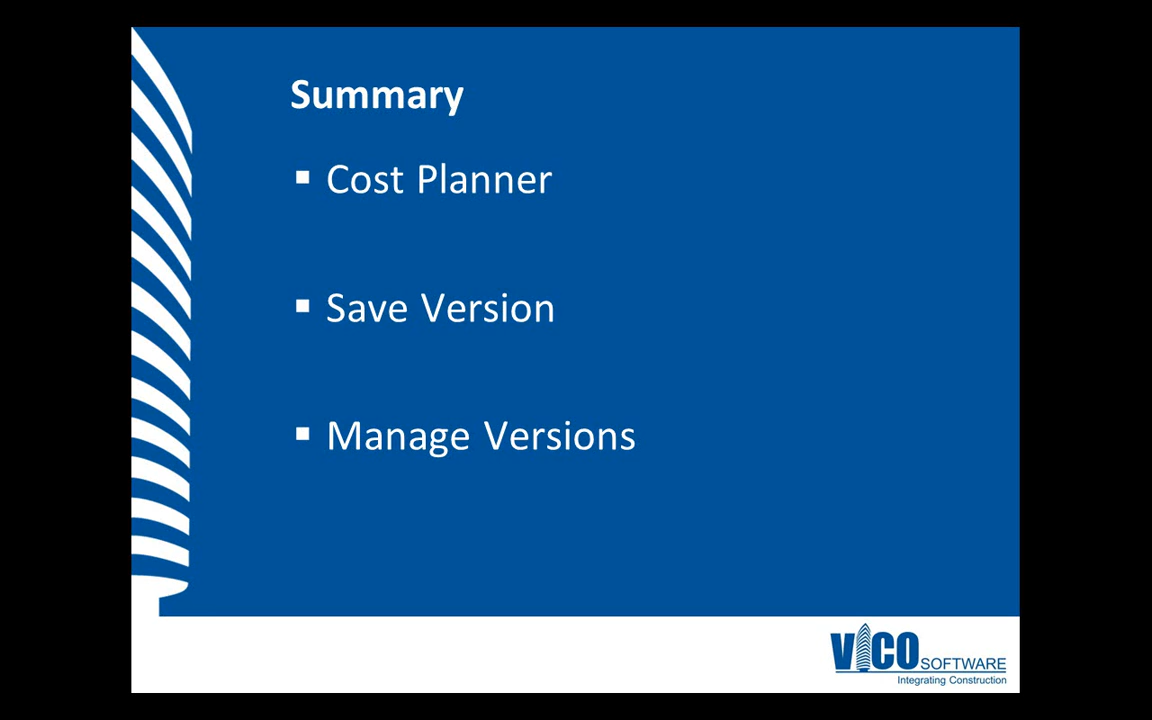 Summary
▪ Cost Planner
▪ Save Version
▪ Manage Versions
VICO SOFTWARE
Integrating Construction